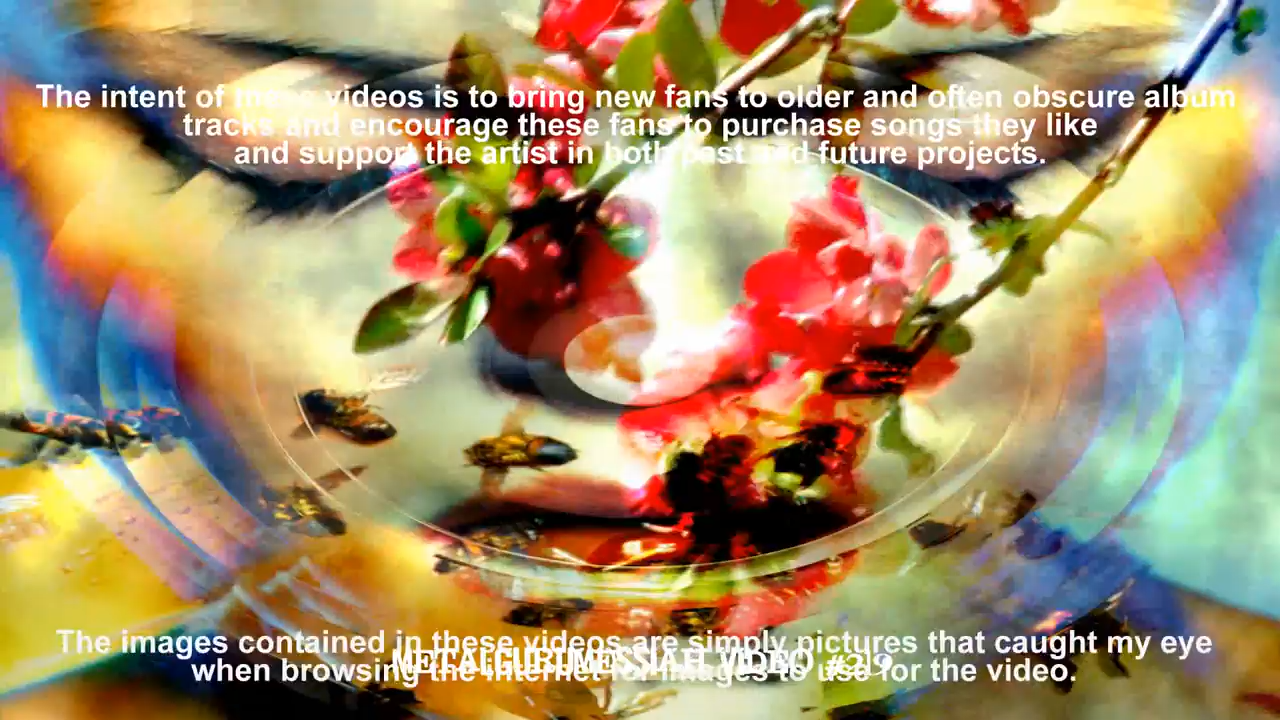 The intent of these videos is to bring new fans to older and often obscure album
tracks and encourage these fans to purchase songs they like
and support the artist in both past and future projects.
The images contained in these videos are simply pictures that caught my eye
VIDEO #219
when browsing the internet for images to use for the video.